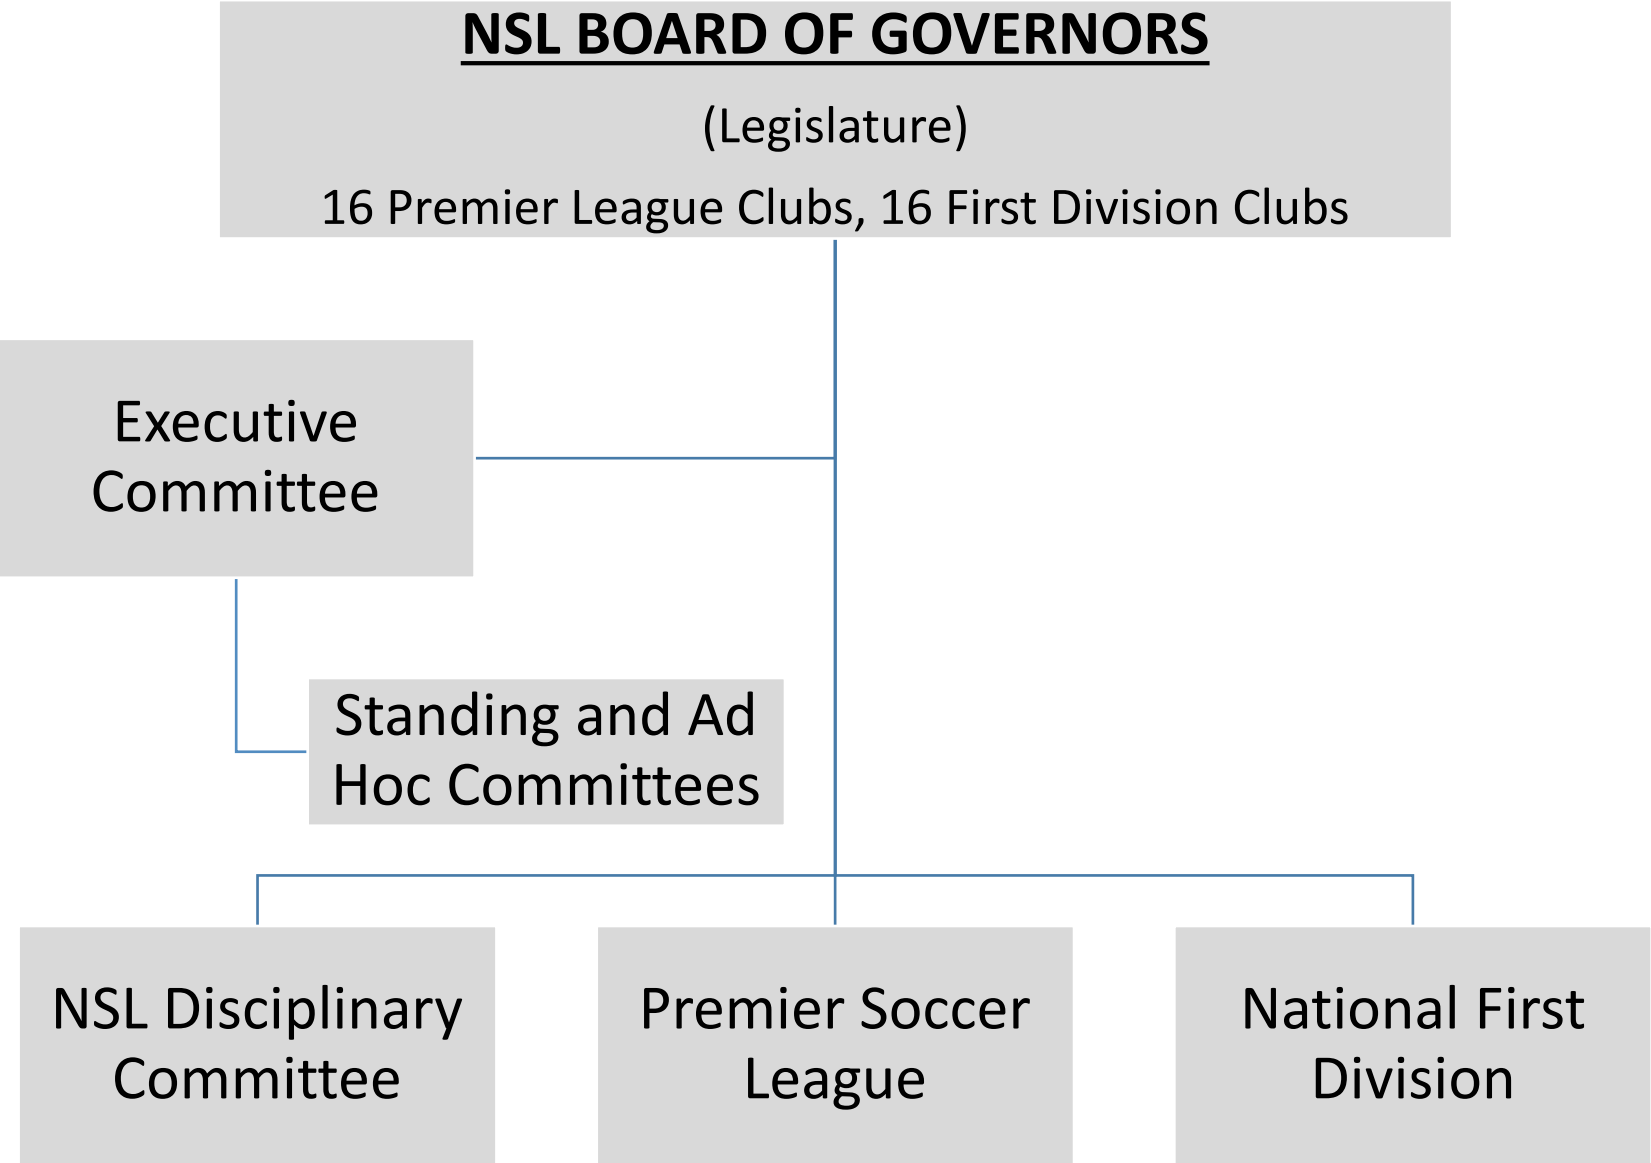 NSL BOARD OF GOVERNORS
(Legislature)
16 Premier League Clubs, 16 First Division Clubs
Executive
Committee
Standing and Ad
Hoc Committees
NSL Disciplinary
Committee
Premier Soccer
League
National First
Division